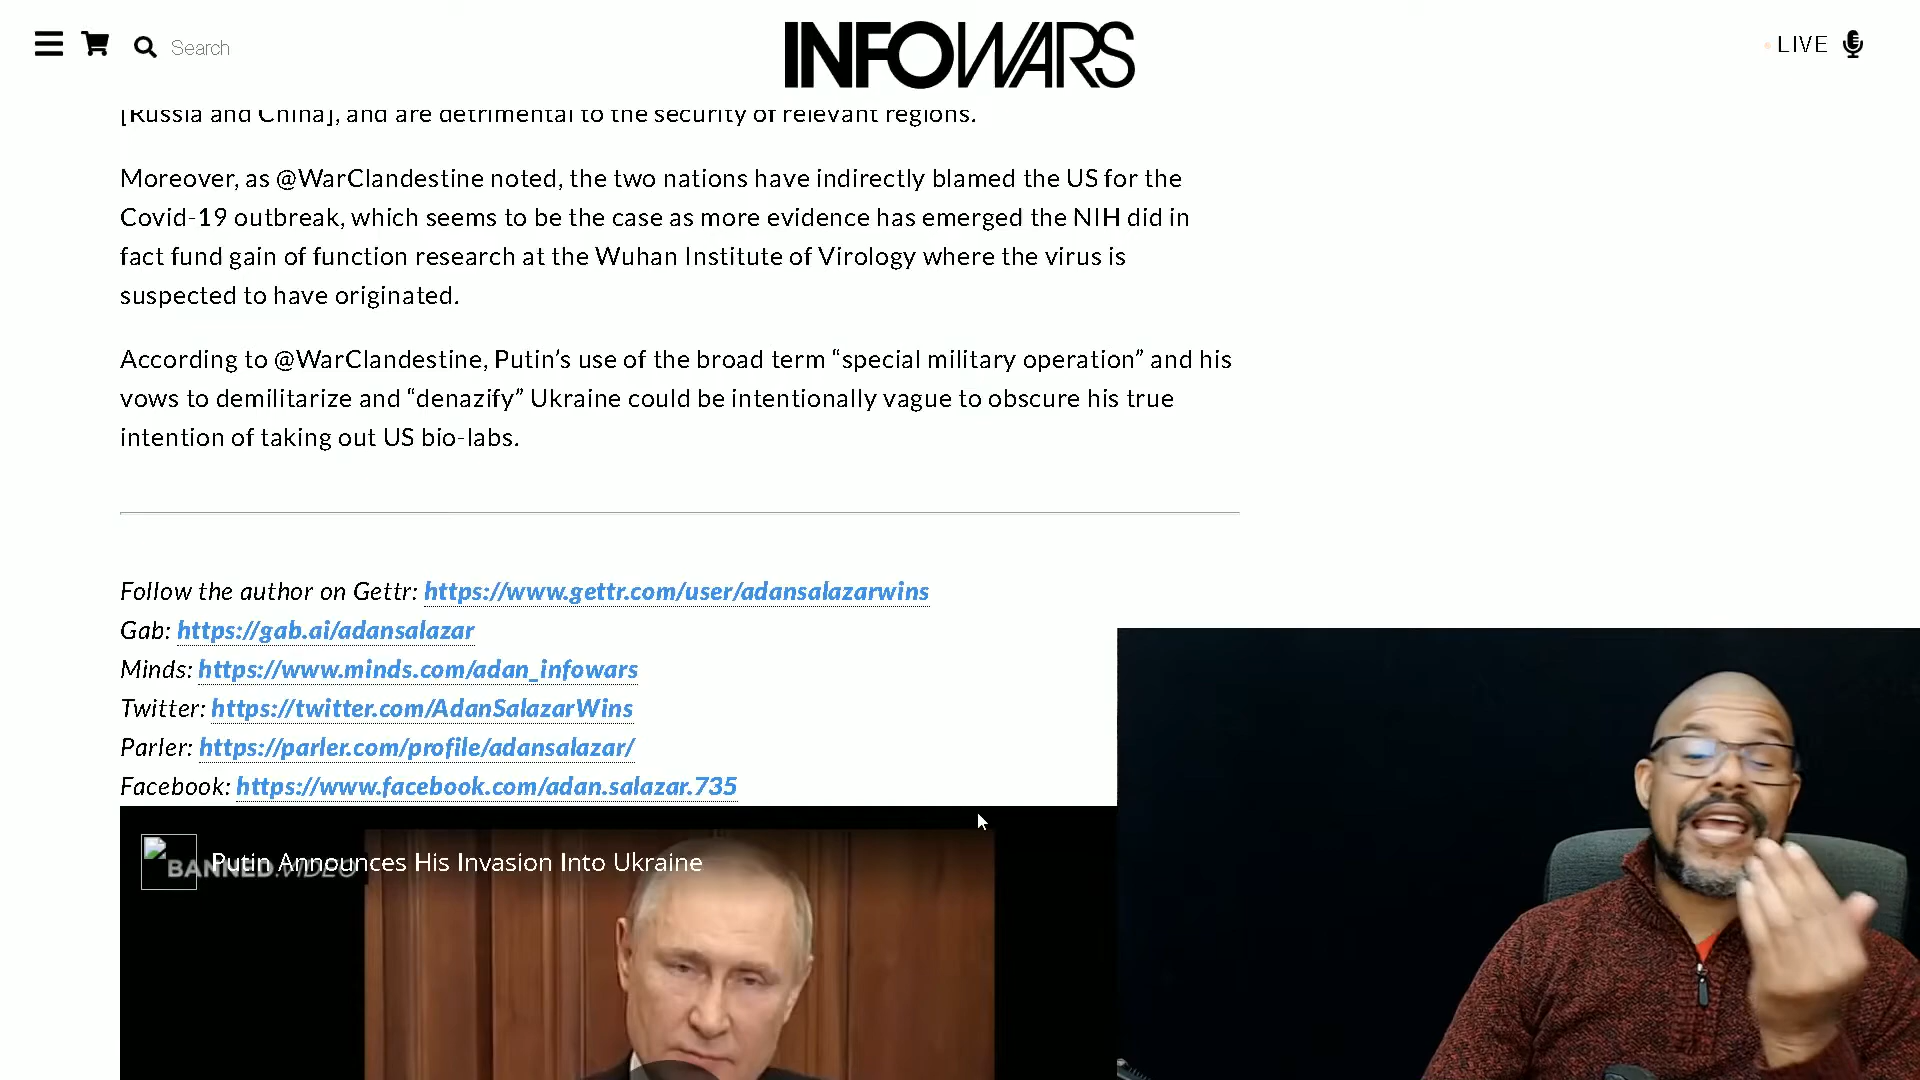 Search
INFOWARS
LIVE
[Russia and China], and are detrimental to the security of relevant regions.
Moreover, as @WarClandestine noted, the two nations have indirectly blamed the US for the
Covid-19 outbreak, which seems to be the case as more evidence has emerged the NIH did in
fact fund gain of function research at the Wuhan Institute of Virology where the virus is
suspected to have originated.
According to @WarClandestine, Putin’s use of the broad term “special military operation” and his
vows to demilitarize and “denazify” Ukraine could be intentionally vague to obscure his true
intention of taking out US bio-labs.
Follow the author on Gettr: https://www.gettr.com/user/adansalazarwins
Gab: https://gab.ai/adansalazar
Minds: https://www.minds.com/adan_infowars
Twitter: https://twitter.com/AdanSalazarWins
Parler: https://parler.com/profile/adansalazar/
Facebook: https://www.facebook.com/adan.salazar.735
Putin Announces His Invasion Into Ukraine
BANNED.VIDEO